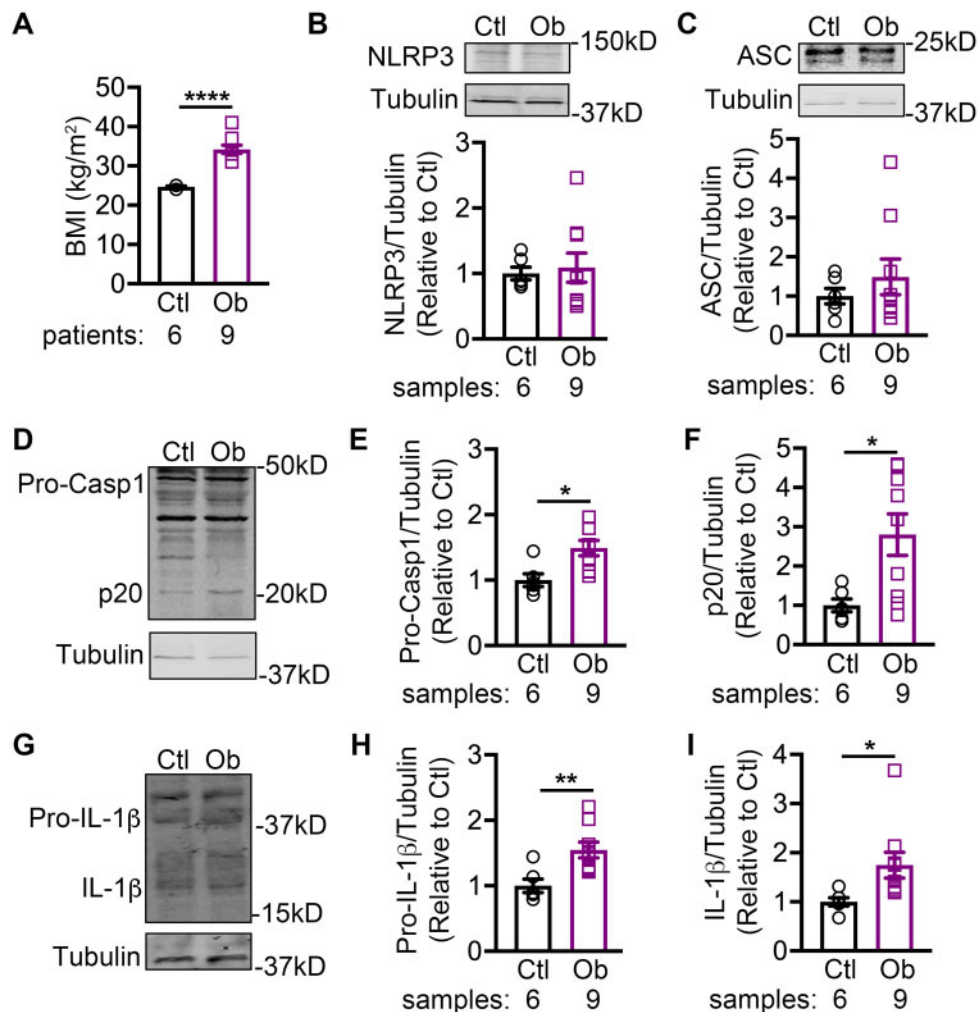 A
BMI (kg/m²)
50
40
30
20
10
0
****
Ctl Ob
patients: 6 9
B
Ctl Ob
NLRP3
-150kD
Tubulin
-37kD
NLRP3/Tubulin
(Relative to Ctl)
3
2
1
0
Ctl Ob
samples: 6 9
C
Ctl Ob
ASC
-25kD
Tubulin
-37kD
ASC/Tubulin
(Relative to Ctl)
5
4
3
2
1
0
Ctl Ob
samples: 6 9
D
Ctl Ob
-50kD
Pro-Casp1
p20
-20kD
Tubulin
-37kD
E
Pro-Casp1/Tubulin
(Relative to Ctl)
3
2
1
0
*
Ctl Ob
samples: 6 9
F
p20/Tubulin
(Relative to Ctl)
5
4
3
2
1
0
*
Ctl Ob
samples: 6 9
G
Ctl Ob
Pro-IL-1β
-37kD
IL-1β
-15kD
Tubulin
-37kD
H
Pro-IL-1β/Tubulin
(Relative to Ctl)
3
2
1
0
**
Ctl Ob
samples: 6 9
I
IL-1β/Tubulin
(Relative to Ctl)
4
3
2
1
0
*
Ctl Ob
samples: 6 9